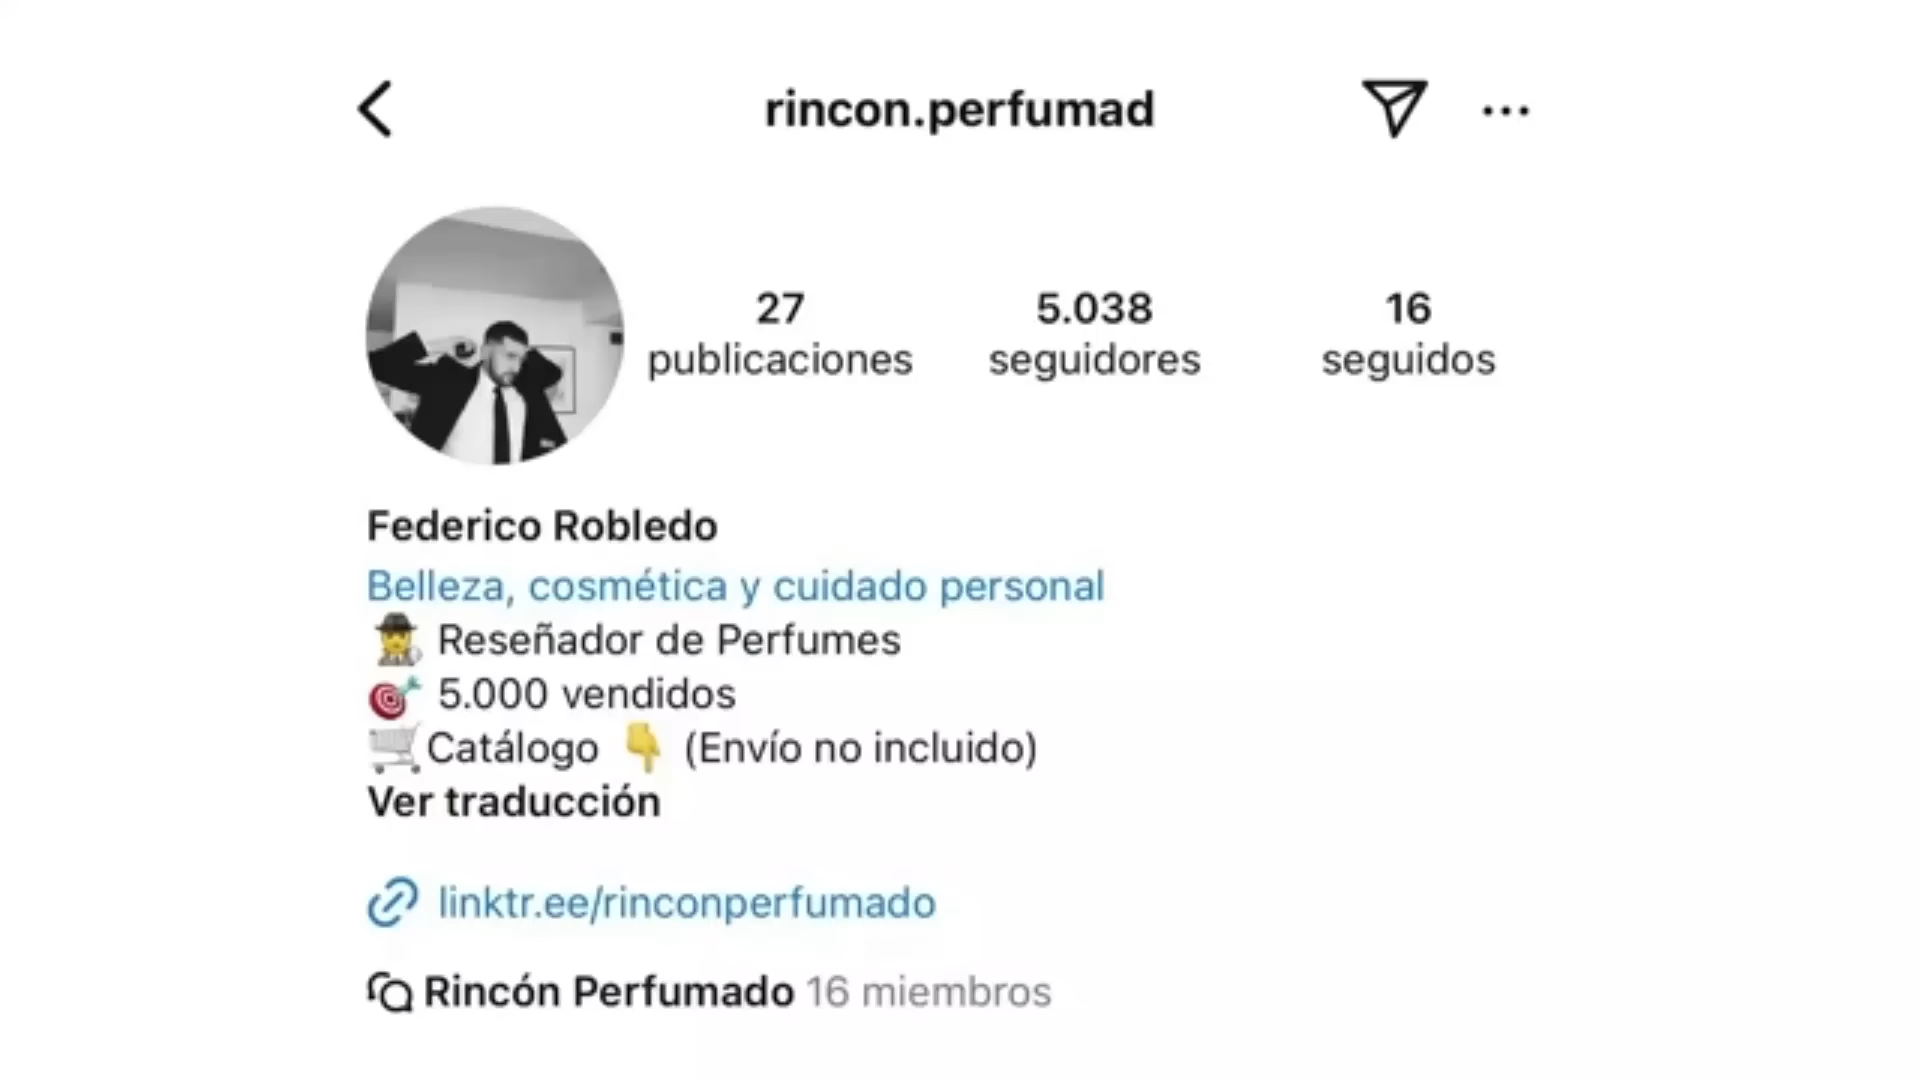 rincon.perfumad
27
publicaciones
5.038
seguidores
16
seguidos
Federico Robledo
Belleza, cosmética y cuidado personal
🕵️‍♂️ Reseñador de Perfumes
🎯 5.000 vendidos
🛒Catálogo 👇 (Envío no incluido)
Ver traducción
linktr.ee/rinconperfumado
Rincón Perfumado 16 miembros